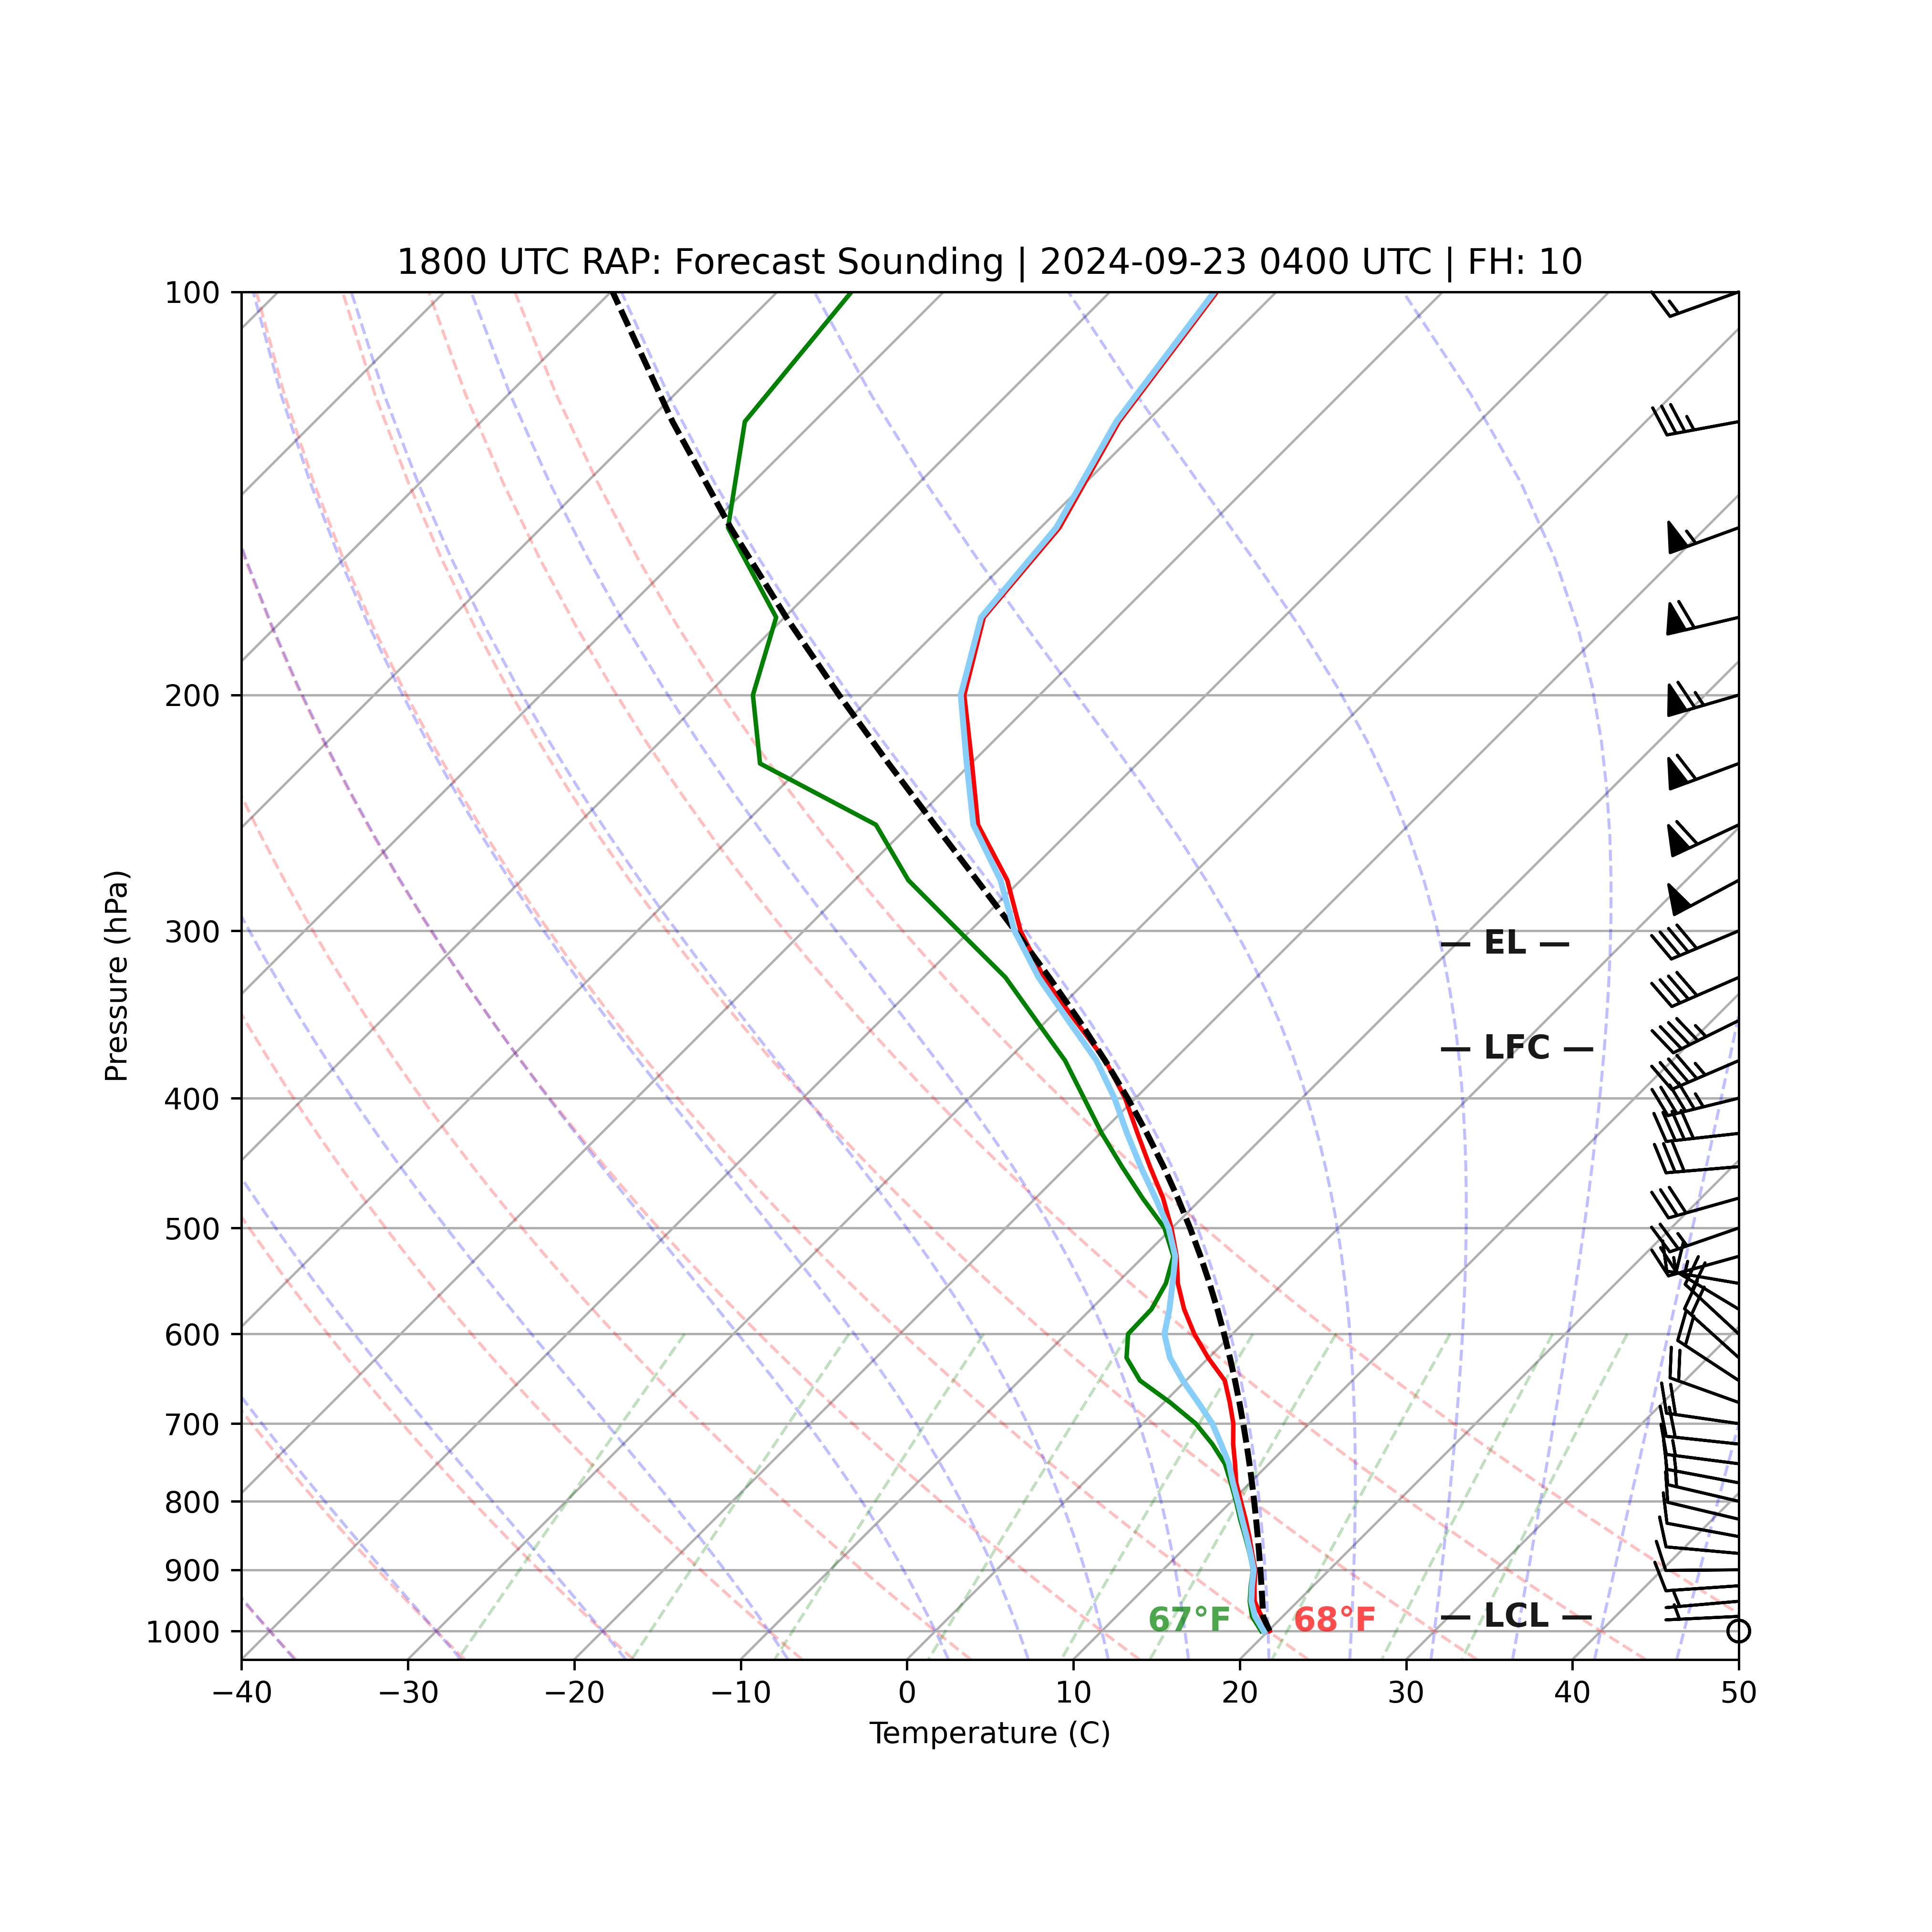 1800 UTC RAP: Forecast Sounding | 2024-09-23 0400 UTC | FH: 10
100
200
300
400
500
600
700
800
900
1000
Pressure (hPa)
— EL —
— LFC —
— LCL —
67°F
68°F
−40 −30 −20 −10 0 10 20 30 40 50
Temperature (C)